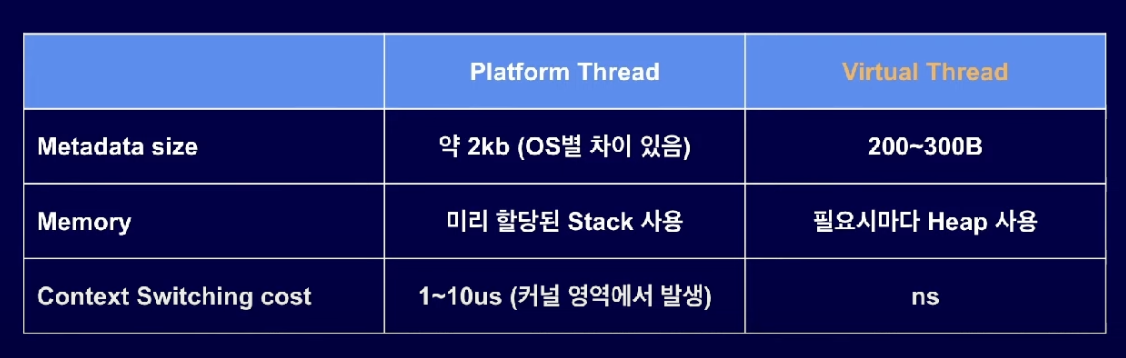 Platform Thread
Virtual Thread
Metadata size
약 2kb (OS별 차이 있음)
200~300B
Memory
미리 할당된 Stack 사용
필요시마다 Heap 사용
Context Switching cost
1~10us (커널 영역에서 발생)
ns